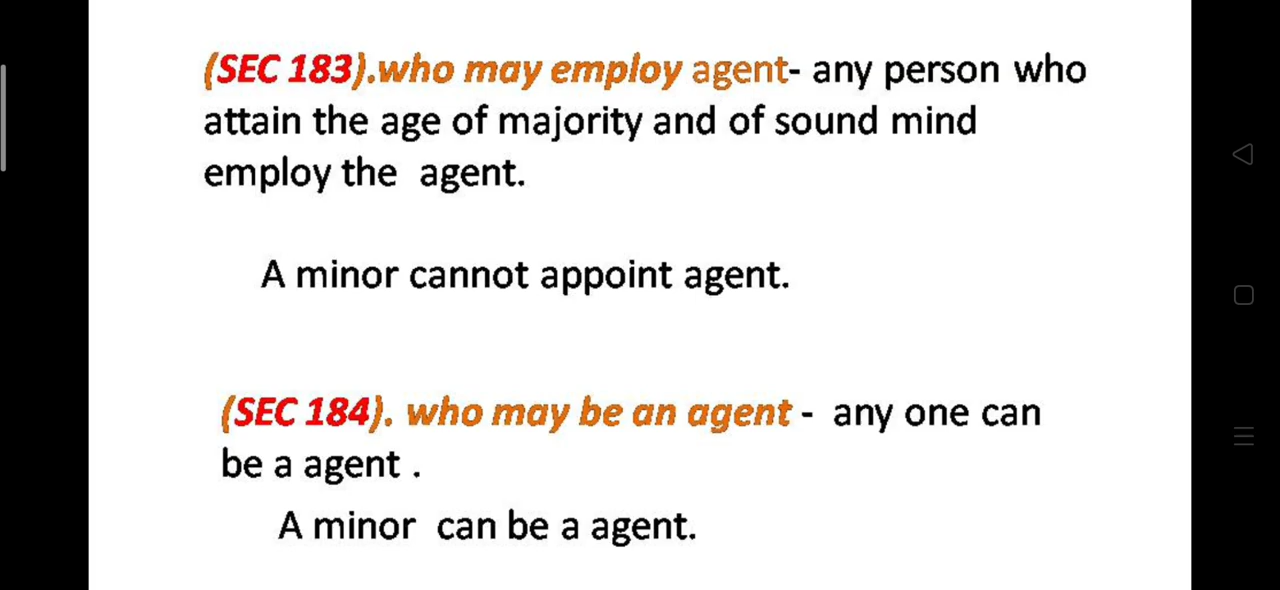 (SEC 183).who may employ agent- any person who
attain the age of majority and of sound mind
employ the agent.
A minor cannot appoint agent.
(SEC 184). who may be an agent - any one can
be a agent .
A minor can be a agent.